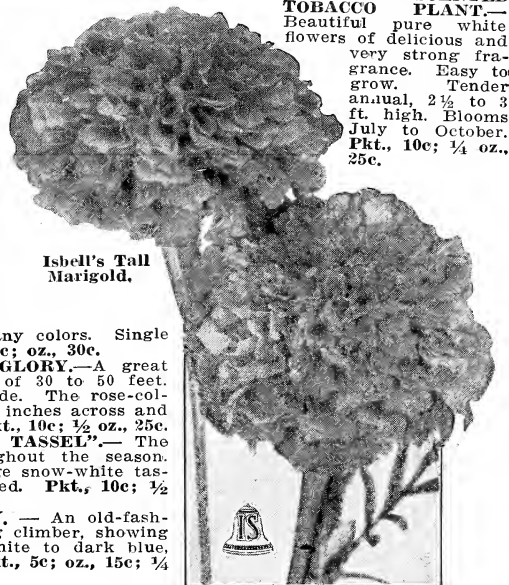 TOBACCO PLANT.—
Beautiful pure white
flowers of delicious and
very strong fra-
grance. Easy to
grow. Tender
annual, 2½ to 3
ft. high. Blooms
July to October.
Pkt., 10c; ¼ oz.,
25c.
Isbell's Tall
Marigold.
ny colors. Single
c; oz., 30c.
GLORY.—A great
of 30 to 50 feet.
de. The rose-col-
inches across and
t., 10c; ½ oz., 25c.
TASSEL".— The
ghout the season.
re snow-white tas-
ed. Pkt., 10c; ½
— An old-fash-
climber, showing
hite to dark blue,
t., 5c; oz., 15c; ¼
IS